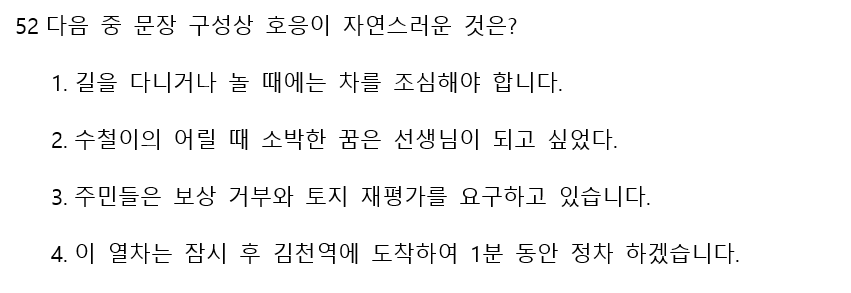 52 다음 중 문장 구성상 호응이 자연스러운 것은?
1. 길을 다니거나 놀 때에는 차를 조심해야 합니다.
2. 수철이의 어릴 때 소박한 꿈은 선생님이 되고 싶었다.
3. 주민들은 보상 거부와 토지 재평가를 요구하고 있습니다.
4. 이 열차는 잠시 후 김천역에 도착하여 1분 동안 정차 하겠습니다.